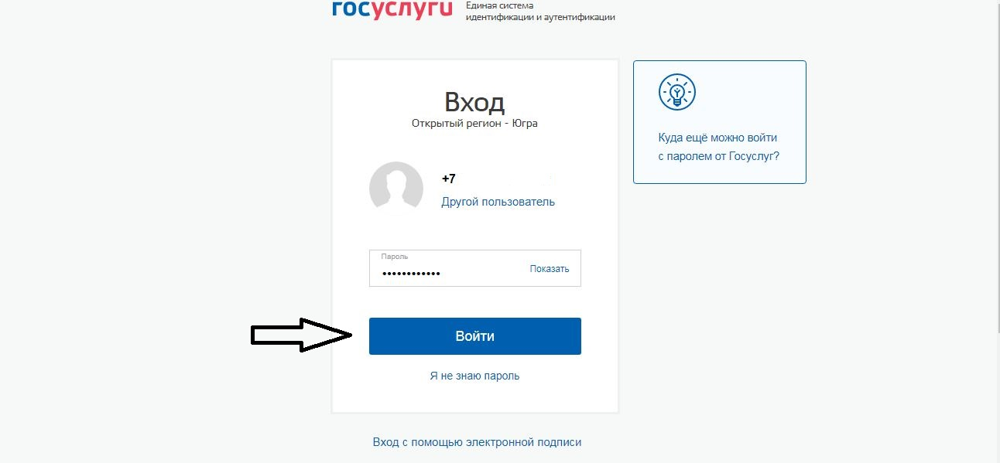 госуслуги
Единая система
идентификации и аутентификации
Вход
Открытый регион - Югра
+7
Другой пользователь
Пароль
••••••••••••
Показать
Войти
Я не знаю пароль
Вход с помощью электронной подписи
Куда ещё можно войти
с паролем от Госуслуг?